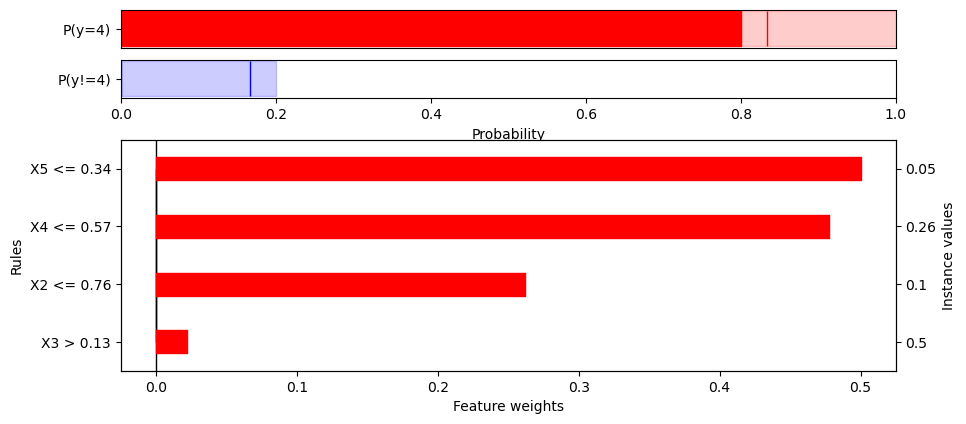 P(y=4)
P(y!=4)
0.0 0.2 0.4 0.6 0.8 1.0
Probability
Rules
X5 <= 0.34 0.05
X4 <= 0.57 0.26
X2 <= 0.76 0.1
X3 > 0.13 0.5
Instance values
0.0 0.1 0.2 0.3 0.4 0.5
Feature weights